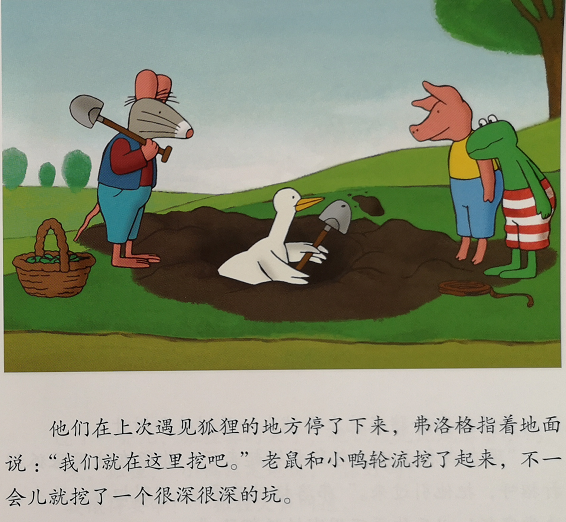 他们在上次遇见狐狸的地方停了下来，弗洛格指着地面
说：“我们就在这里挖吧。”老鼠和小鸭轮流挖了起来，不一
会儿就挖了一个很深很深的坑。